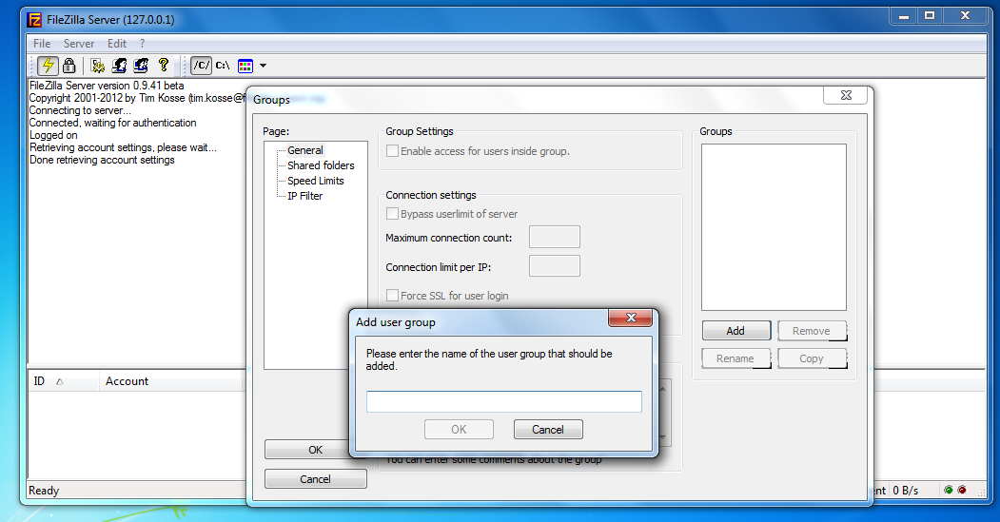 FileZilla Server (127.0.0.1)
File Server Edit ?
/C/ C:\
FileZilla Server version 0.9.41 beta
Copyright 2001-2012 by Tim Kosse (tim.kosse@
Connecting to server...
Connected, waiting for authentication
Logged on
Retrieving account settings, please wait...
Done retrieving account settings
Groups
Page:
General
Shared folders
Speed Limits
IP Filter
Group Settings
Enable access for users inside group.
Connection settings
Bypass userlimit of server
Maximum connection count:
Connection limit per IP:
Force SSL for user login
Groups
Add Remove
Rename Copy
Add user group
Please enter the name of the user group that should be
added.
OK Cancel
You can enter some comments about the group
OK
Cancel
ID Account
Ready
0 B/s